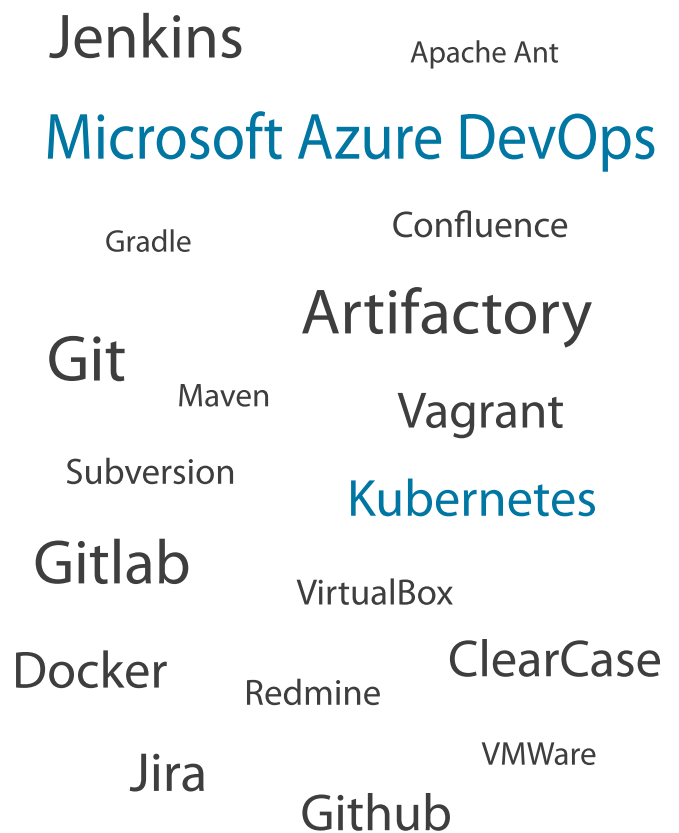 Jenkins
Apache Ant
Microsoft Azure DevOps
Gradle
Confluence
Artifactory
Git
Maven
Vagrant
Subversion
Kubernetes
Gitlab
VirtualBox
Docker
ClearCase
Redmine
Jira
VMWare
Github